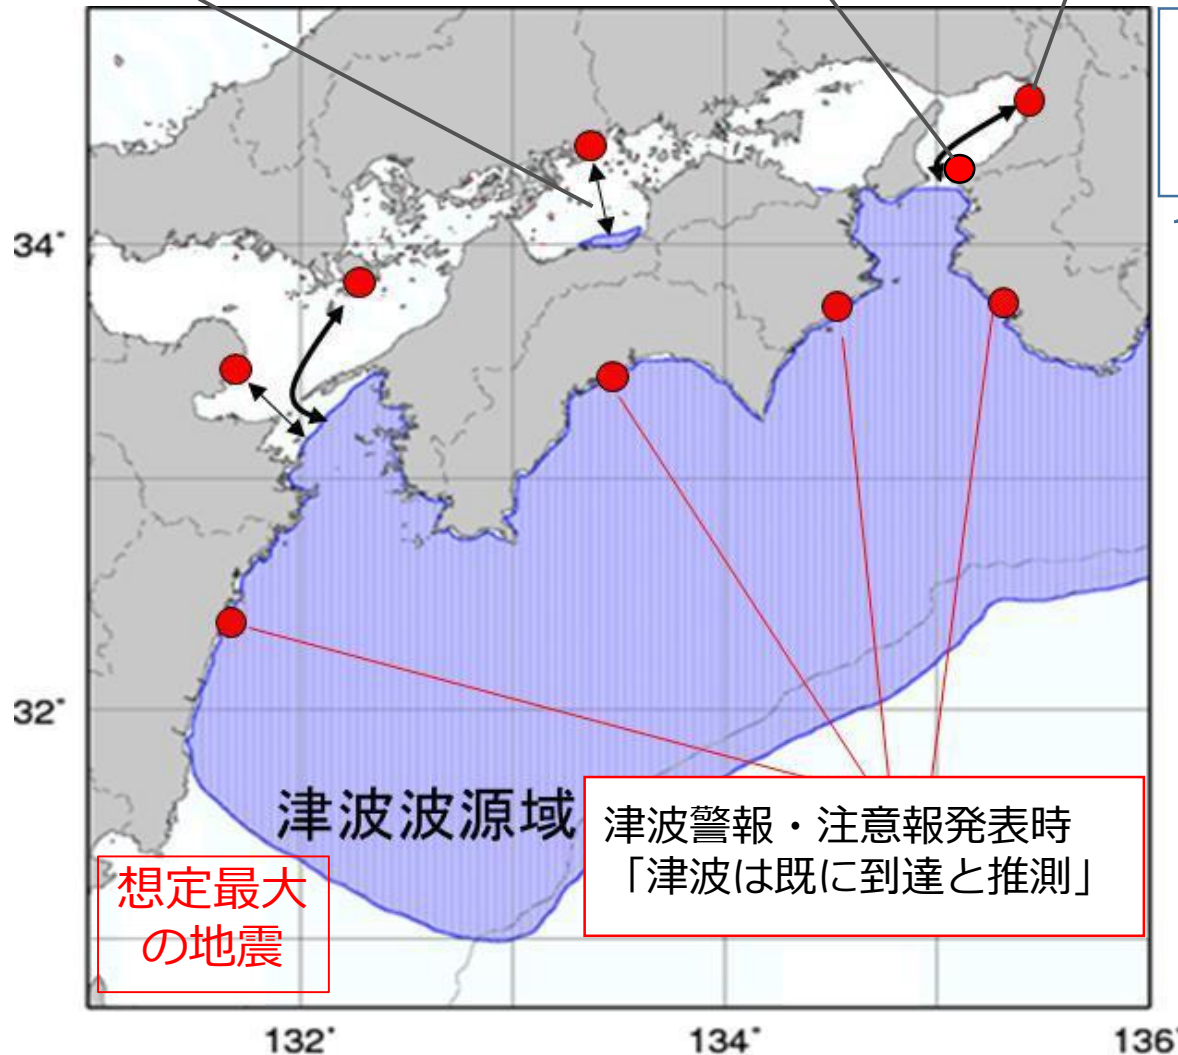 34°
32°
津波波源域
津波警報・注意報発表時
「津波は既に到達と推測」
想定最大
の地震
132°
134°
136°